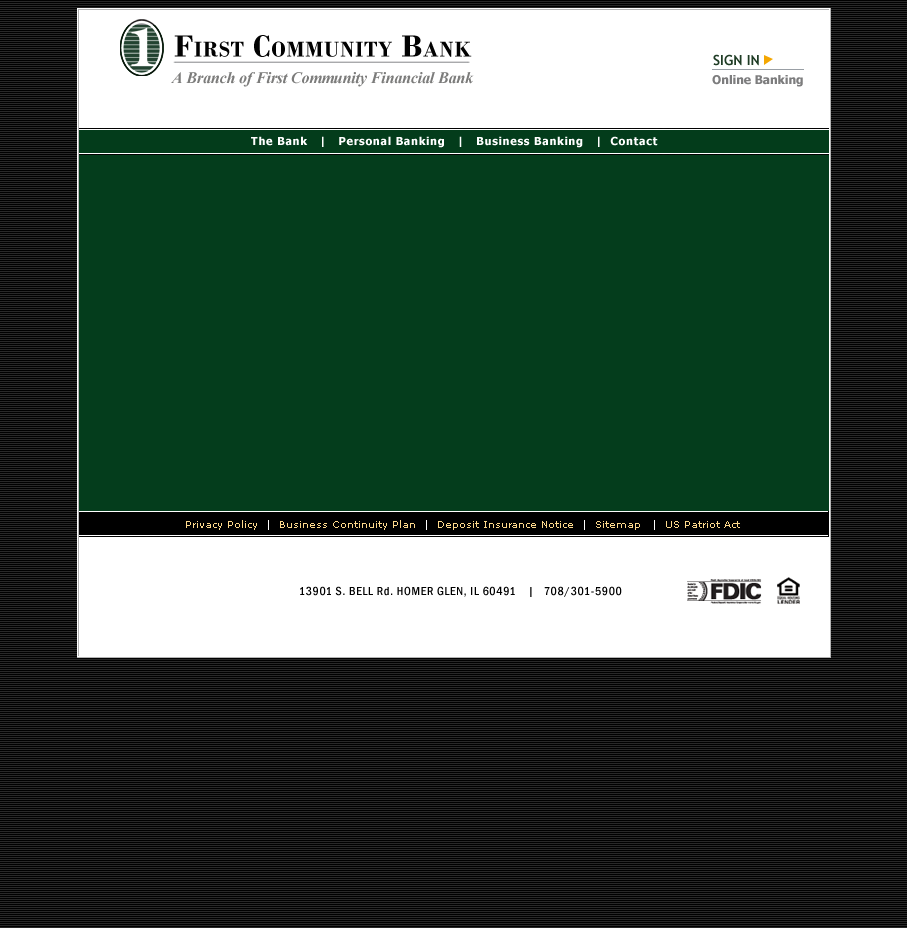 1 FIRST COMMUNITY BANK
A Branch of First Community Financial Bank
SIGN IN
Online Banking
The Bank | Personal Banking | Business Banking | Contact
Privacy Policy | Business Continuity Plan | Deposit Insurance Notice | Sitemap | US Patriot Act
13901 S. BELL Rd. HOMER GLEN, IL 60491 | 708/301-5900
FDIC
EQUAL HOUSING
LENDER